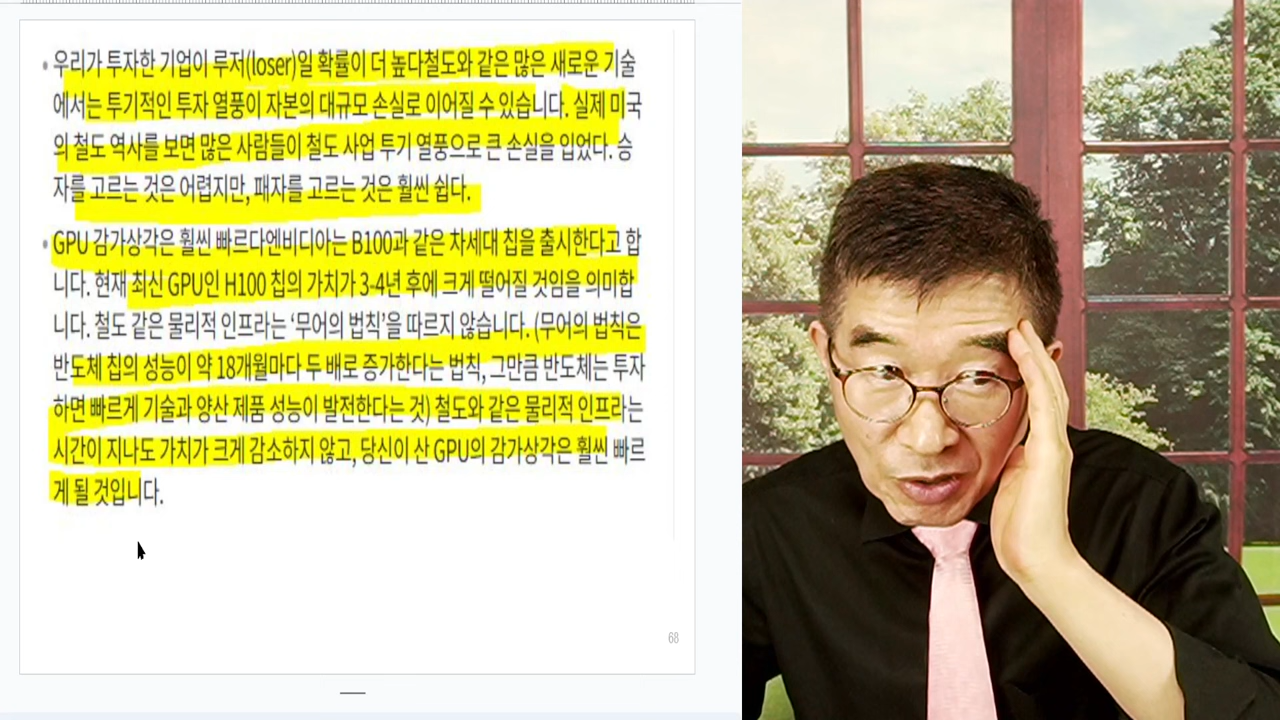 • 우리가 투자한 기업이 루저(loser)일 확률이 더 높다철도와 같은 많은 새로운 기술
에서는 투기적인 투자 열풍이 자본의 대규모 손실로 이어질 수 있습니다. 실제 미국
의 철도 역사를 보면 많은 사람들이 철도 사업 투기 열풍으로 큰 손실을 입었다. 승
자를 고르는 것은 어렵지만, 패자를 고르는 것은 훨씬 쉽다.
• GPU 감가상각은 훨씬 빠르다엔비디아는 B100과 같은 차세대 칩을 출시한다고 합
니다. 현재 최신 GPU인 H100 칩의 가치가 3-4년 후에 크게 떨어질 것임을 의미합
니다. 철도 같은 물리적 인프라는 ‘무어의 법칙’을 따르지 않습니다. (무어의 법칙은
반도체 칩의 성능이 약 18개월마다 두 배로 증가한다는 법칙, 그만큼 반도체는 투자
하면 빠르게 기술과 양산 제품 성능이 발전한다는 것) 철도와 같은 물리적 인프라는
시간이 지나도 가치가 크게 감소하지 않고, 당신이 산 GPU의 감가상각은 훨씬 빠르
게 될 것입니다.
68